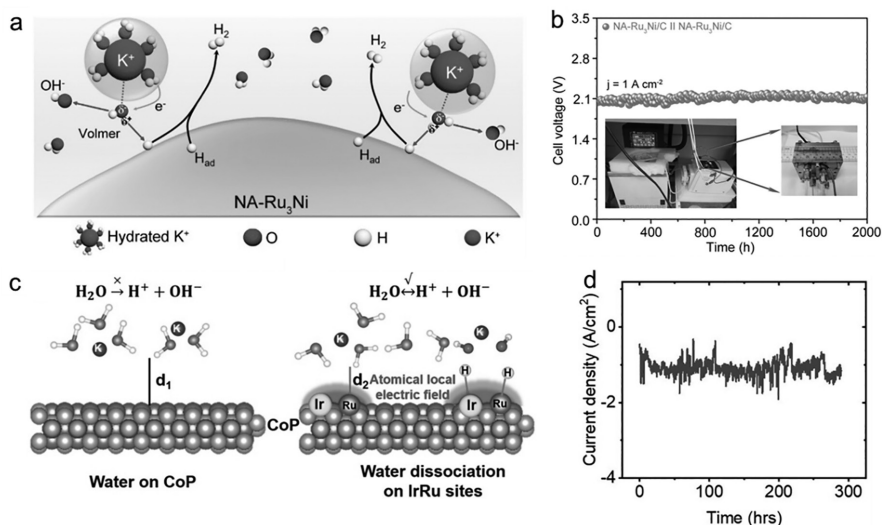 a
K⁺
H₂
H₂
K⁺
OH⁻
e⁻
e⁻
δ⁺
δ⁺
Volmer
OH⁻
H_ad
H_ad
NA-Ru₃Ni
Hydrated K⁺
O
H
K⁺
b
NA-Ru₃Ni/C II NA-Ru₃Ni/C
j = 1 A cm⁻²
Cell voltage (V)
3.5
2.8
2.1
1.4
0.7
0.0
0 400 800 1200 1600 2000
Time (h)
c
×
H₂O → H⁺ + OH⁻
√
H₂O ↔ H⁺ + OH⁻
K
K
K
K
d₁
d₂
Atomical local
electric field
H
H
Ir
Ru
Ir
Ru
CoP
Water on CoP
Water dissociation
on IrRu sites
d
Current density (A/cm²)
0
-2
-4
0 100 200 300
Time (hrs)